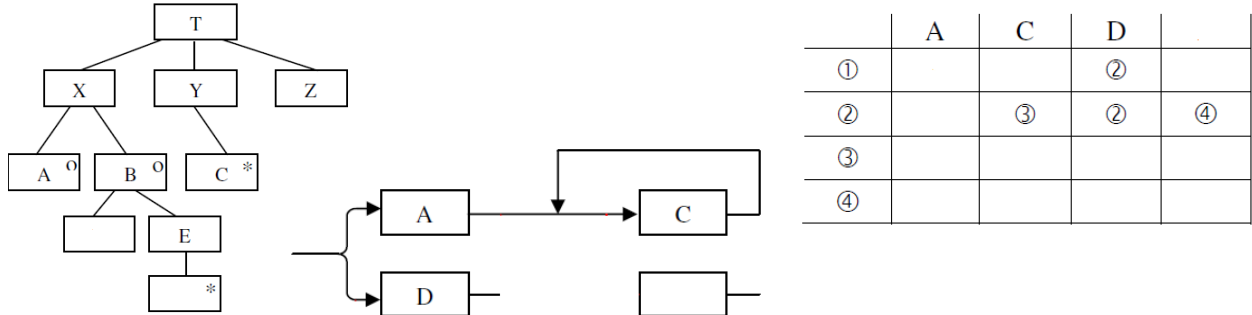 T
X Y Z
A o B o C *
E
*
A C
D
A C D
① ②
② ③ ② ④
③
④